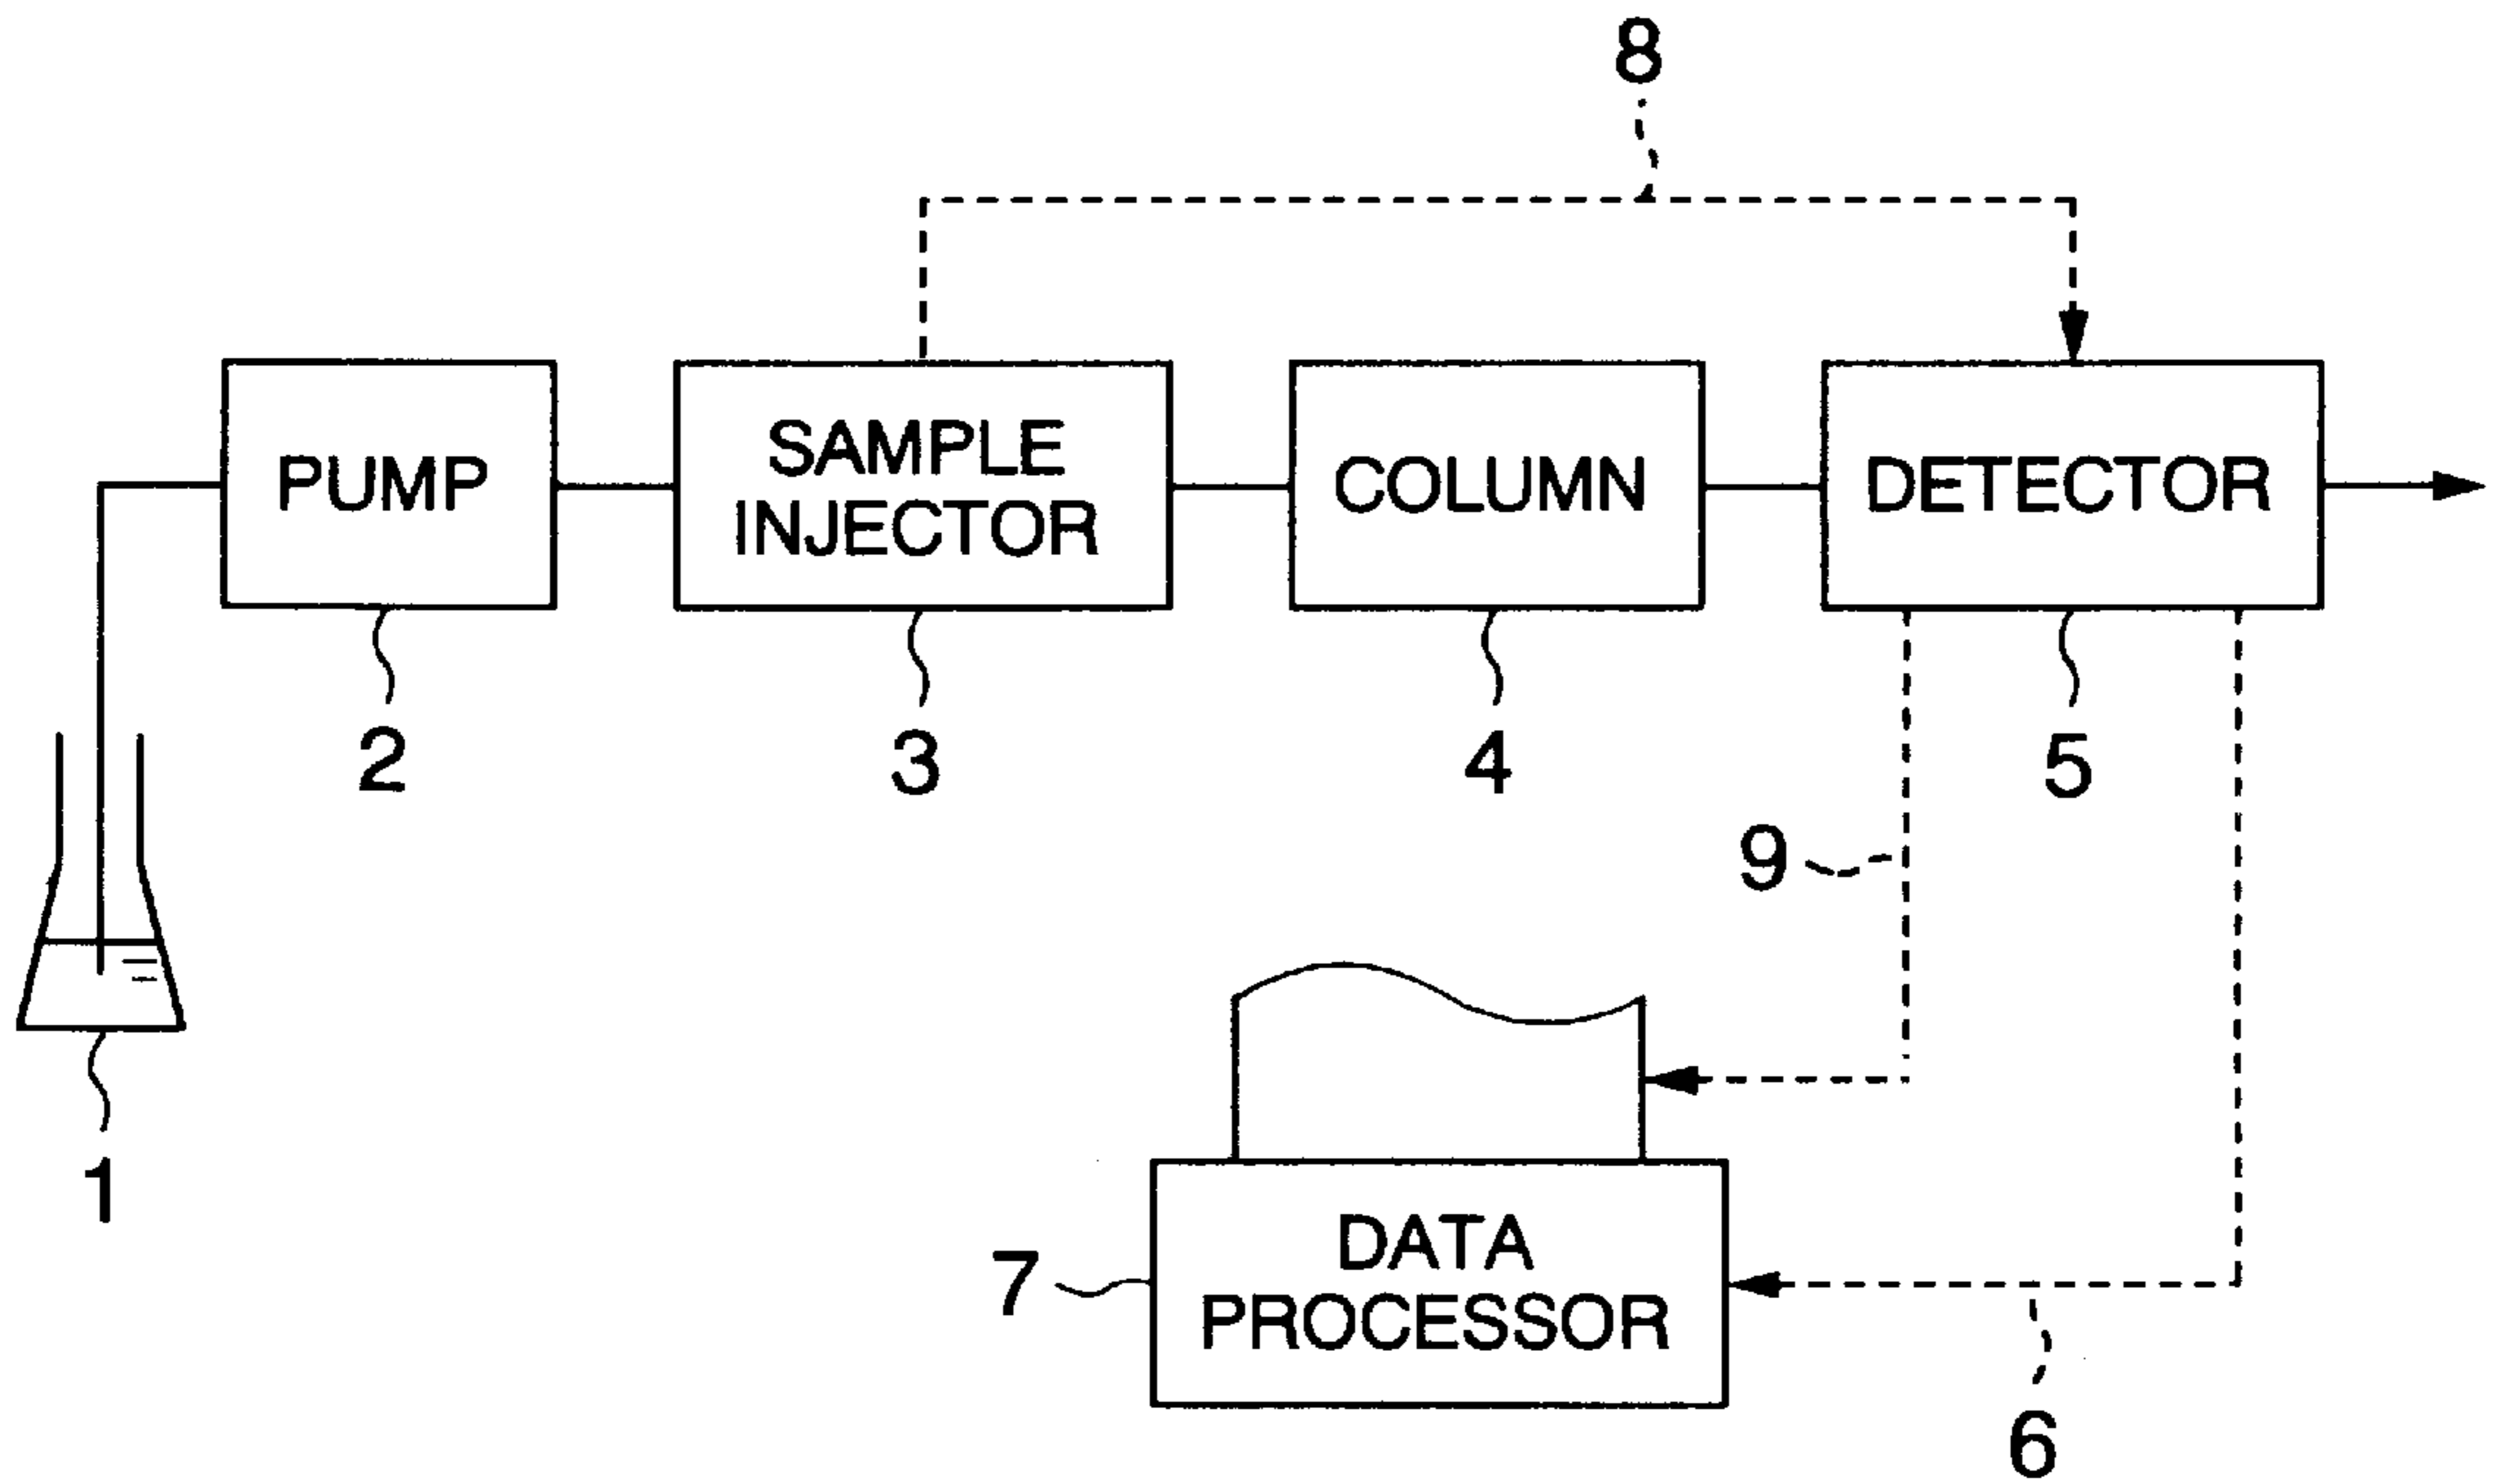 8
PUMP
SAMPLE
INJECTOR
COLUMN
DETECTOR
2
3
4
5
9
1
7
DATA
PROCESSOR
6